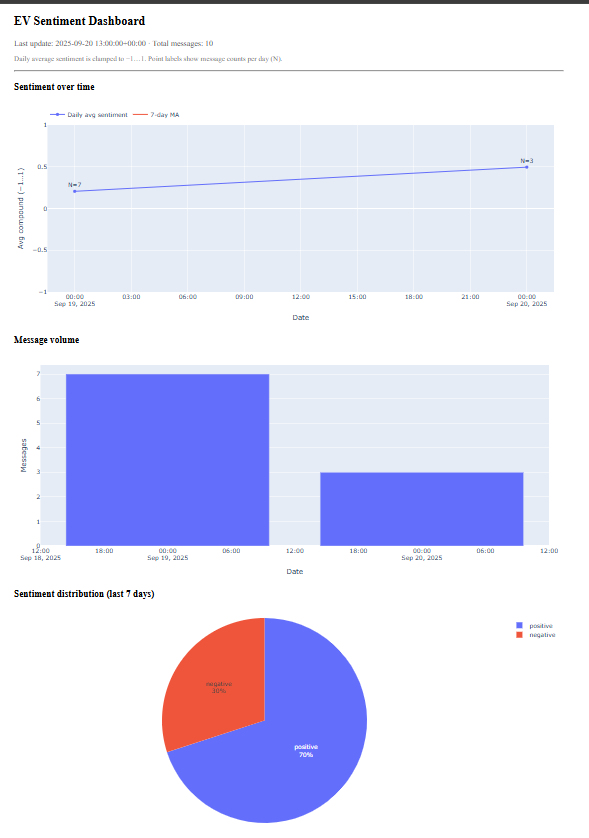 EV Sentiment Dashboard
Last update: 2025-09-20 13:00:00+00:00 · Total messages: 10
Daily average sentiment is clamped to −1…1. Print labels show message counts per day (N).
Sentiment over time
Daily avg sentiment 7-day MA
1
0.5
0
−0.5
−1
Avg compound (−1…1)
N=7
N=3
00:00 03:00 06:00 09:00 12:00 15:00 18:00 21:00 00:00
Sep 19, 2025 Sep 20, 2025
Date
Message volume
7
6
5
4
3
2
1
0
Messages
12:00 18:00 00:00 06:00 12:00 18:00 00:00 06:00 12:00
Sep 18, 2025 Sep 19, 2025 Sep 20, 2025
Date
Sentiment distribution (last 7 days)
positive
negative
negative
30%
positive
70%